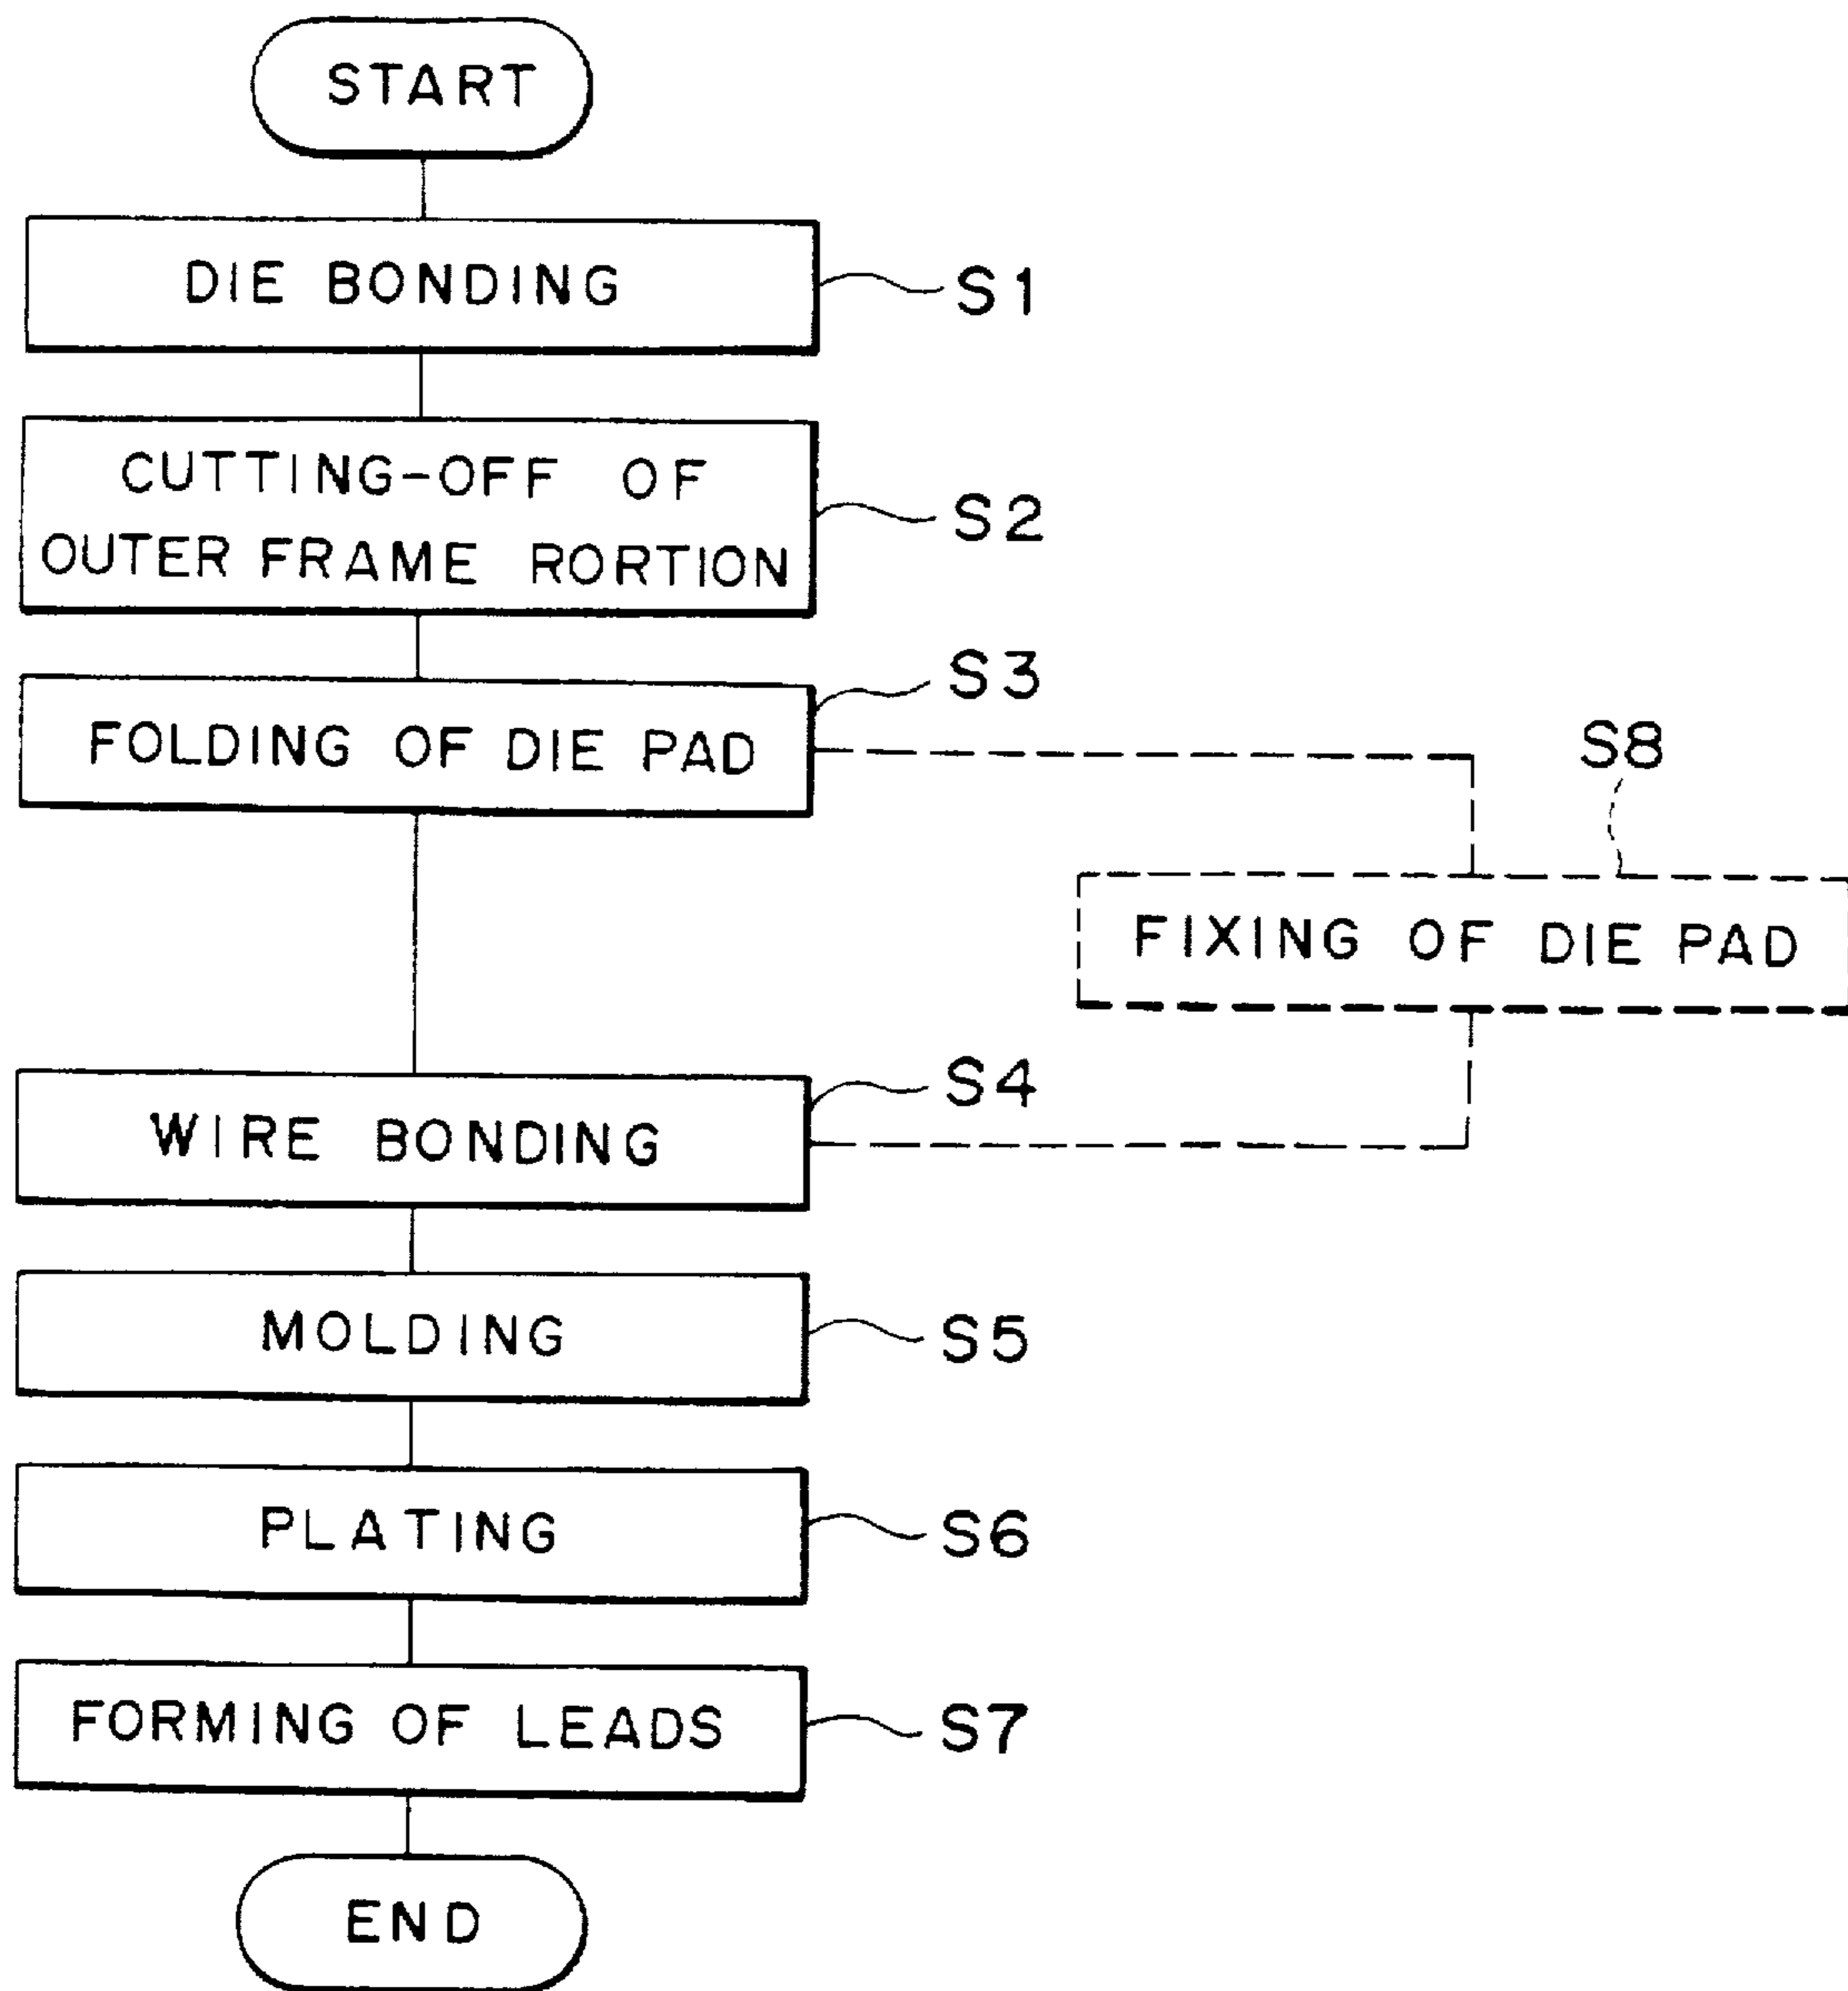 START
DIE BONDING
S1
CUTTING-OFF OF
OUTER FRAME RORTION
S2
S3
FOLDING OF DIE PAD
S8
FIXING OF DIE PAD
S4
WIRE BONDING
MOLDING
S5
PLATING
S6
FORMING OF LEADS
S7
END